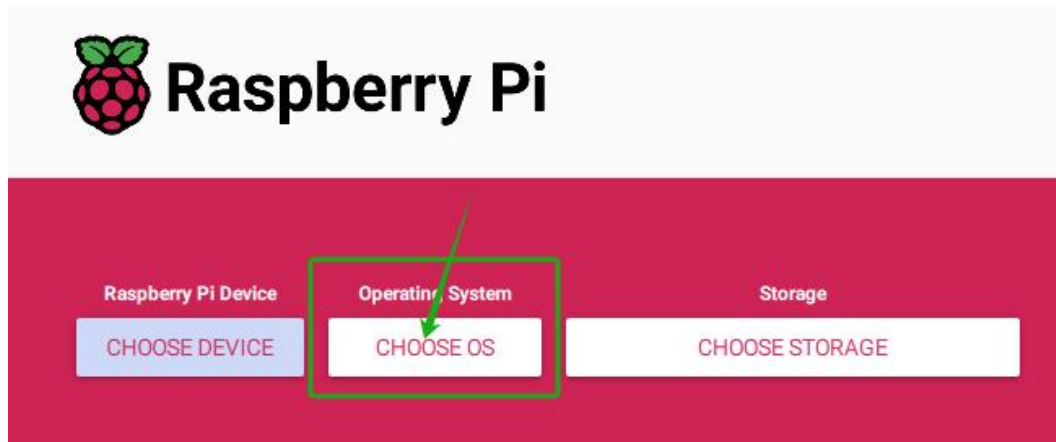 Raspberry Pi
Raspberry Pi Device
Operating System
Storage
CHOOSE DEVICE
CHOOSE OS
CHOOSE STORAGE